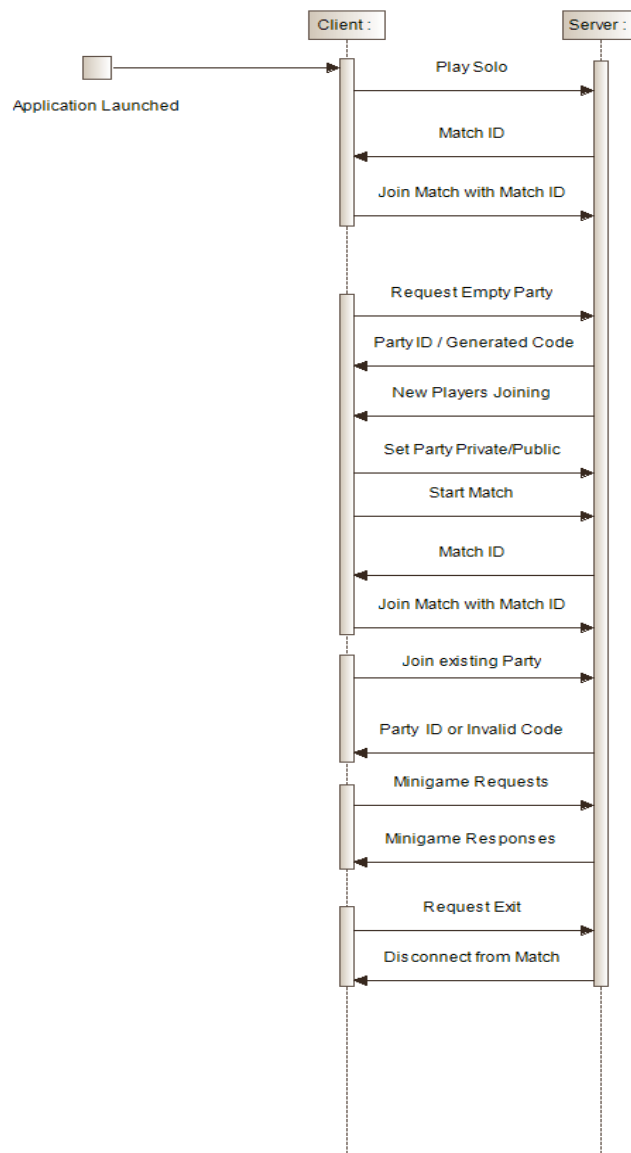 Client :
Server :
Play Solo
Application Launched
Match ID
Join Match with Match ID
Request Empty Party
Party ID / Generated Code
New Players Joining
Set Party Private/Public
Start Match
Match ID
Join Match with Match ID
Join existing Party
Party ID or Invalid Code
Minigame Requests
Minigame Responses
Request Exit
Disconnect from Match